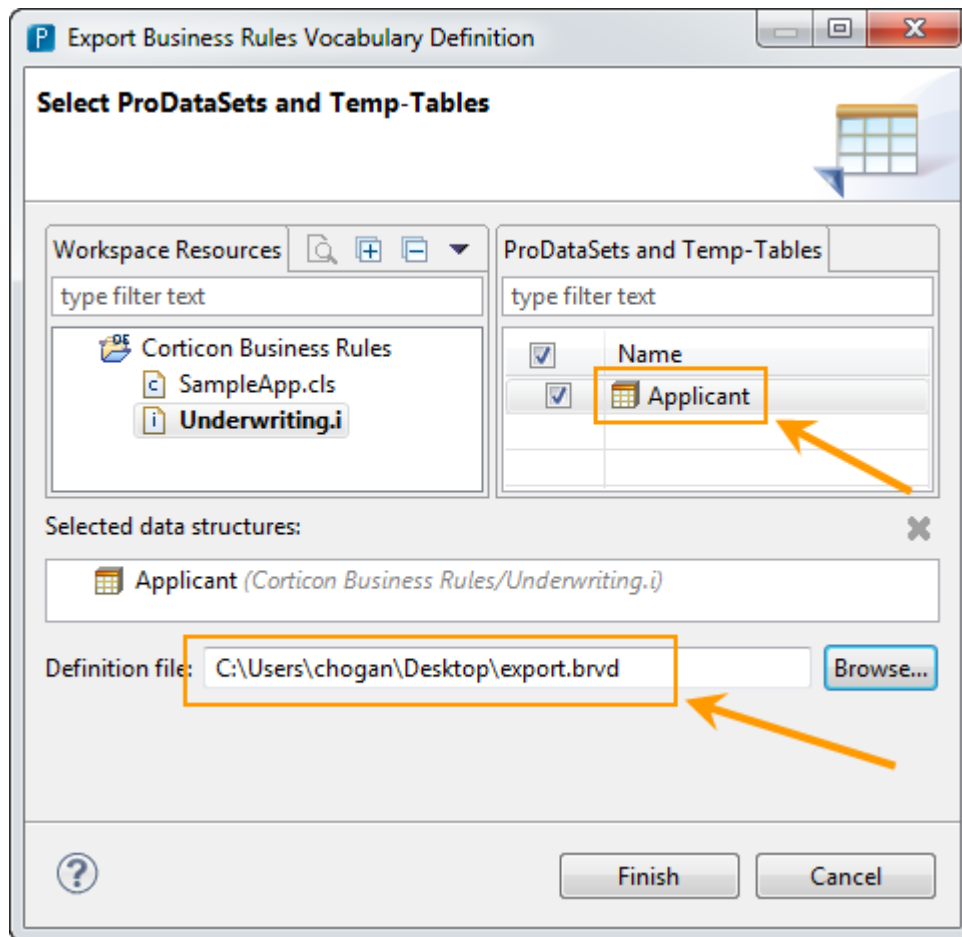 Export Business Rules Vocabulary Definition
Select ProDataSets and Temp-Tables
Workspace Resources
ProDataSets and Temp-Tables
type filter text
type filter text
Corticon Business Rules
SampleApp.cls
Underwriting.i
Name
Applicant
Selected data structures:
Applicant (Corticon Business Rules/Underwriting.i)
Definition file: C:\Users\chogan\Desktop\export.brvd Browse...
Finish Cancel